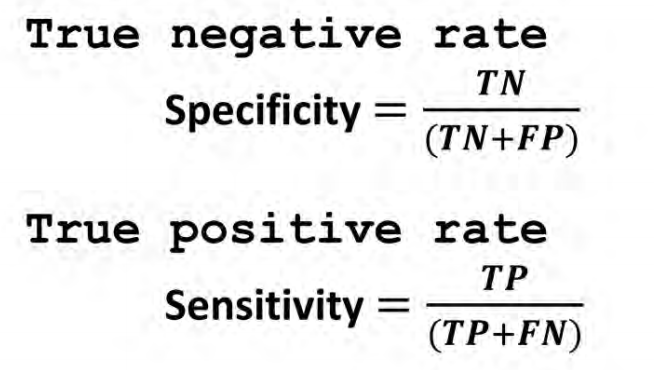 True negative rate
Specificity = TN / (TN+FP)
True positive rate
Sensitivity = TP / (TP+FN)